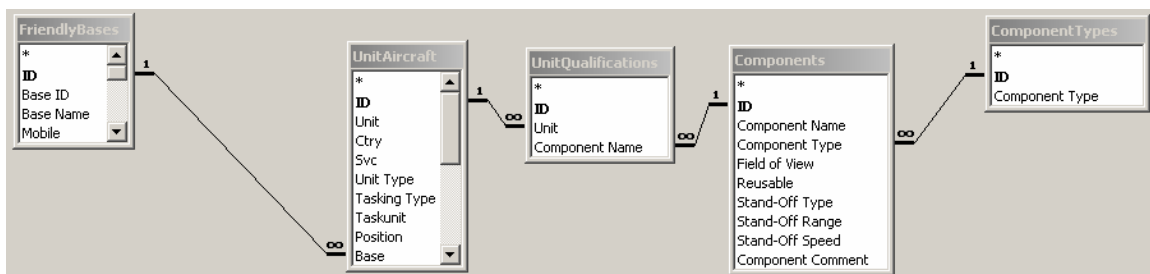 FriendlyBases
*
ID
Base ID
Base Name
Mobile
1
∞
UnitAircraft
*
ID
Unit
Ctry
Svc
Unit Type
Tasking Type
Taskunit
Position
Base
1
∞
UnitQualifications
*
ID
Unit
Component Name
∞
1
Components
*
ID
Component Name
Component Type
Field of View
Reusable
Stand-Off Type
Stand-Off Range
Stand-Off Speed
Component Comment
∞
1
ComponentTypes
*
ID
Component Type